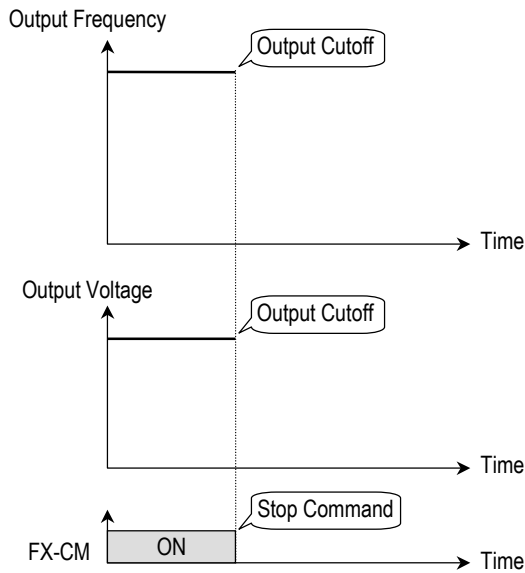 Output Frequency
Output Cutoff
Time
Output Voltage
Output Cutoff
Time
Stop Command
FX-CM
ON
Time